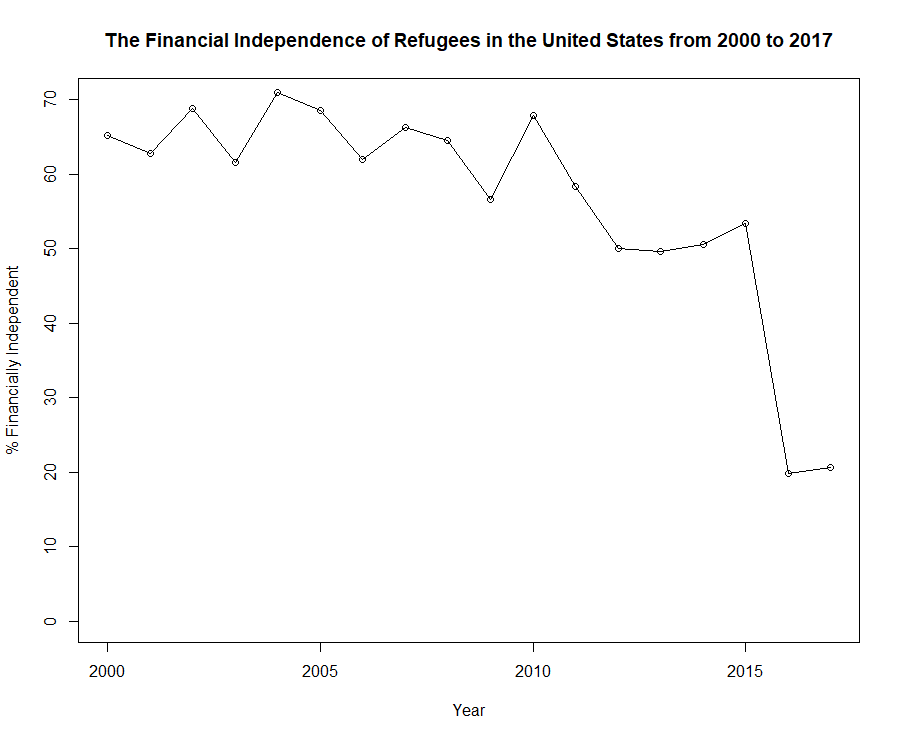 The Financial Independence of Refugees in the United States from 2000 to 2017
% Financially Independent
70
60
50
40
30
20
10
0
2000 2005 2010 2015
Year